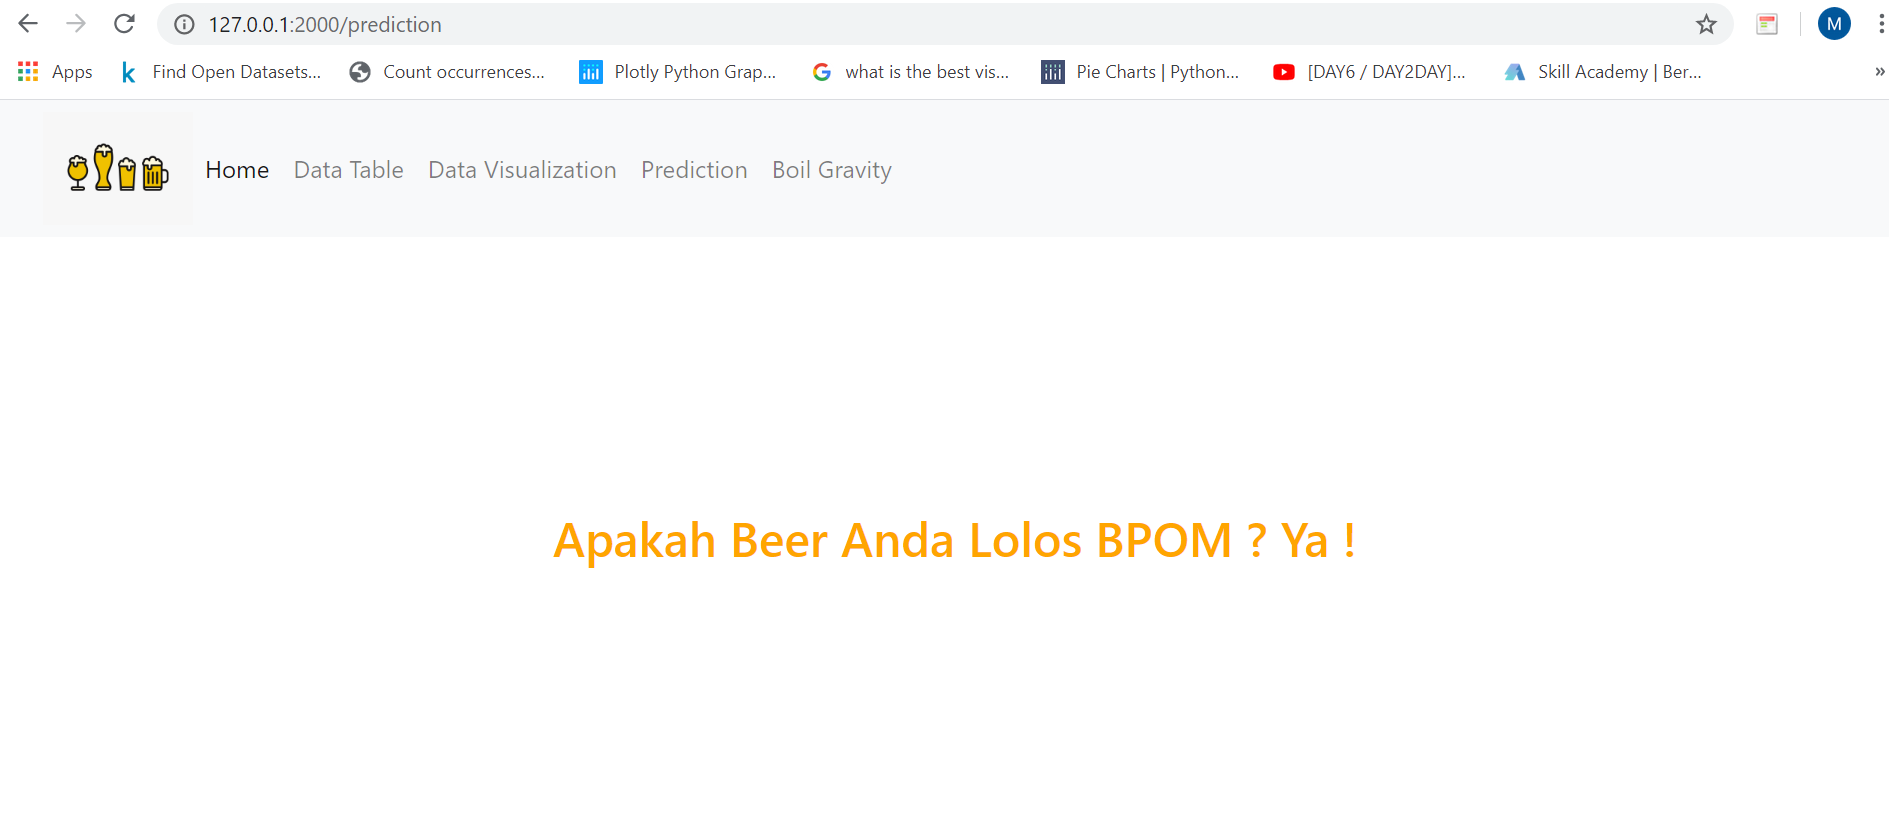 127.0.0.1:2000/prediction
M
Apps Find Open Datasets... Count occurrences... Plotly Python Grap... what is the best vis... Pie Charts | Python... [DAY6 / DAY2DAY]... Skill Academy | Ber... »
Home Data Table Data Visualization Prediction Boil Gravity
Apakah Beer Anda Lolos BPOM ? Ya !